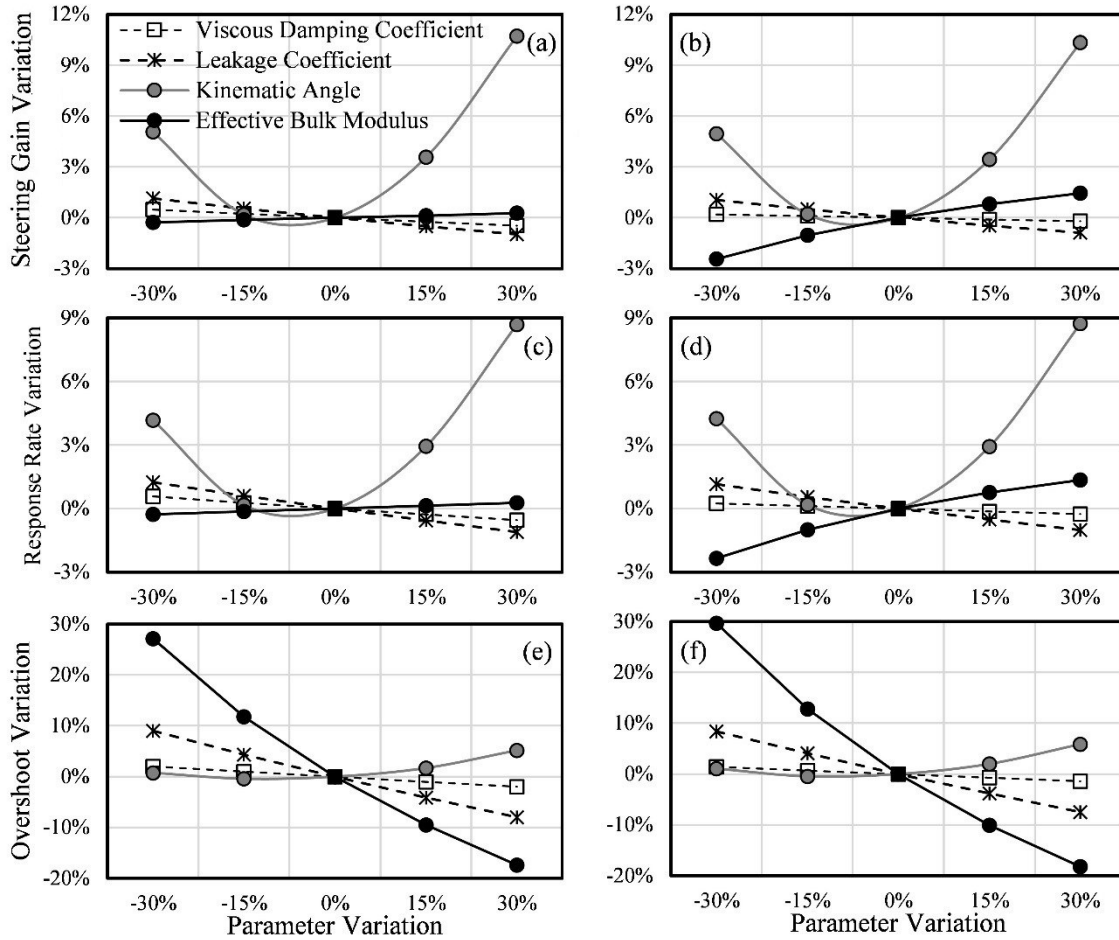 Steering Gain Variation
12%
9%
6%
3%
0%
-3%
Viscous Damping Coefficient
Leakage Coefficient
Kinematic Angle
Effective Bulk Modulus
(a)
-30% -15% 0% 15% 30%
12%
9%
6%
3%
0%
-3%
(b)
-30% -15% 0% 15% 30%
Response Rate Variation
9%
6%
3%
0%
-3%
(c)
-30% -15% 0% 15% 30%
9%
6%
3%
0%
-3%
(d)
-30% -15% 0% 15% 30%
Overshoot Variation
30%
20%
10%
0%
-10%
-20%
(e)
-30% -15% 0% 15% 30%
Parameter Variation
30%
20%
10%
0%
-10%
-20%
(f)
-30% -15% 0% 15% 30%
Parameter Variation